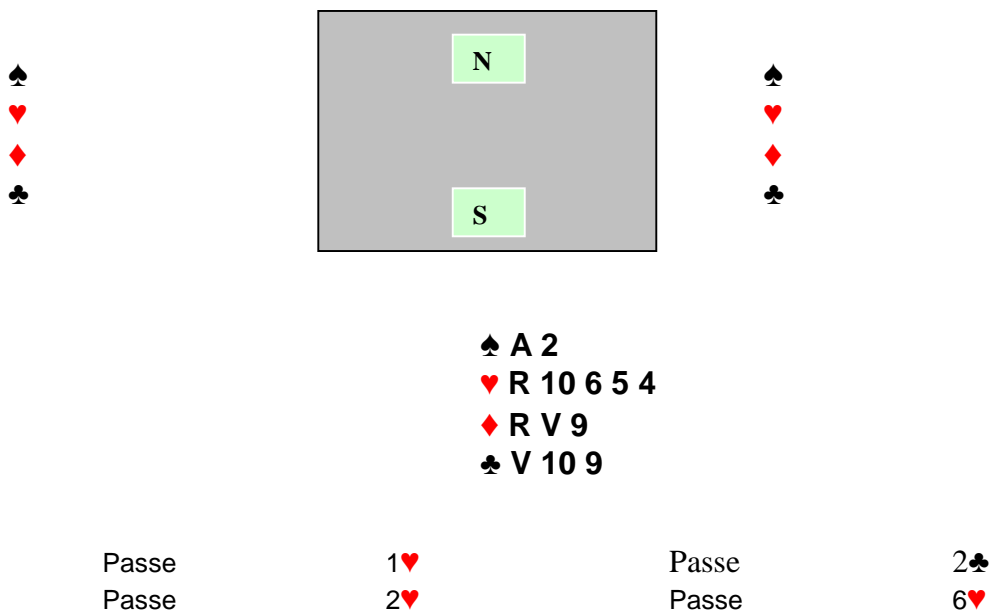 N
♠ ♠
♥ ♥
♦ ♦
♣ ♣
S
♠ A 2
♥ R 10 6 5 4
♦ R V 9
♣ V 10 9
Passe 1♥ Passe 2♣
Passe 2♥ Passe 6♥